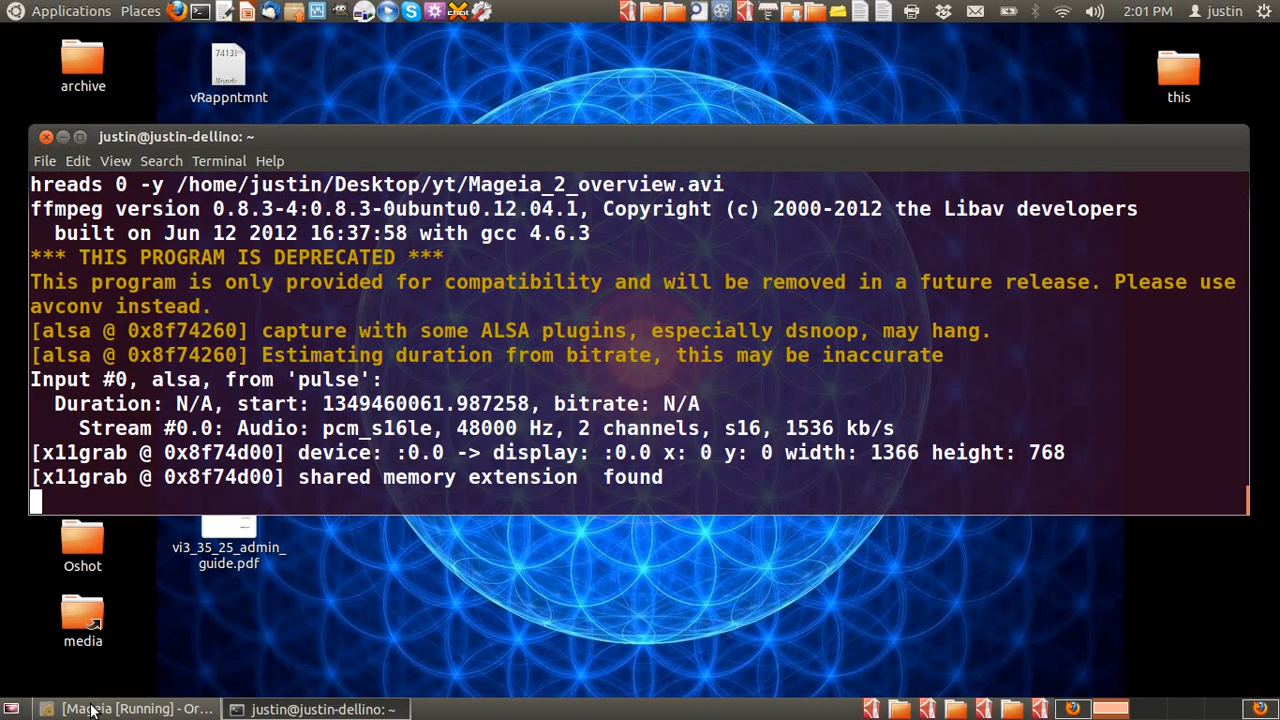 Applications Places
2:01 PM justin
archive
vRappntmnt
this
justin@justin-dellino: ~
File Edit View Search Terminal Help
hreads 0 -y /home/justin/Desktop/yt/Mageia_2_overview.avi
ffmpeg version 0.8.3-4:0.8.3-0ubuntu0.12.04.1, Copyright (c) 2000-2012 the Libav developers
built on Jun 12 2012 16:37:58 with gcc 4.6.3
*** THIS PROGRAM IS DEPRECATED ***
This program is only provided for compatibility and will be removed in a future release. Please use
avconv instead.
[alsa @ 0x8f74260] capture with some ALSA plugins, especially dsnoop, may hang.
[alsa @ 0x8f74260] Estimating duration from bitrate, this may be inaccurate
Input #0, alsa, from 'pulse':
Duration: N/A, start: 1349460061.987258, bitrate: N/A
Stream #0.0: Audio: pcm_s16le, 48000 Hz, 2 channels, s16, 1536 kb/s
[x11grab @ 0x8f74d00] device: :0.0 -> display: :0.0 x: 0 y: 0 width: 1366 height: 768
[x11grab @ 0x8f74d00] shared memory extension  found
Oshot
vi3_35_25_admin_
guide.pdf
media
[Mageia [Running] - Or...
justin@justin-dellino: ~